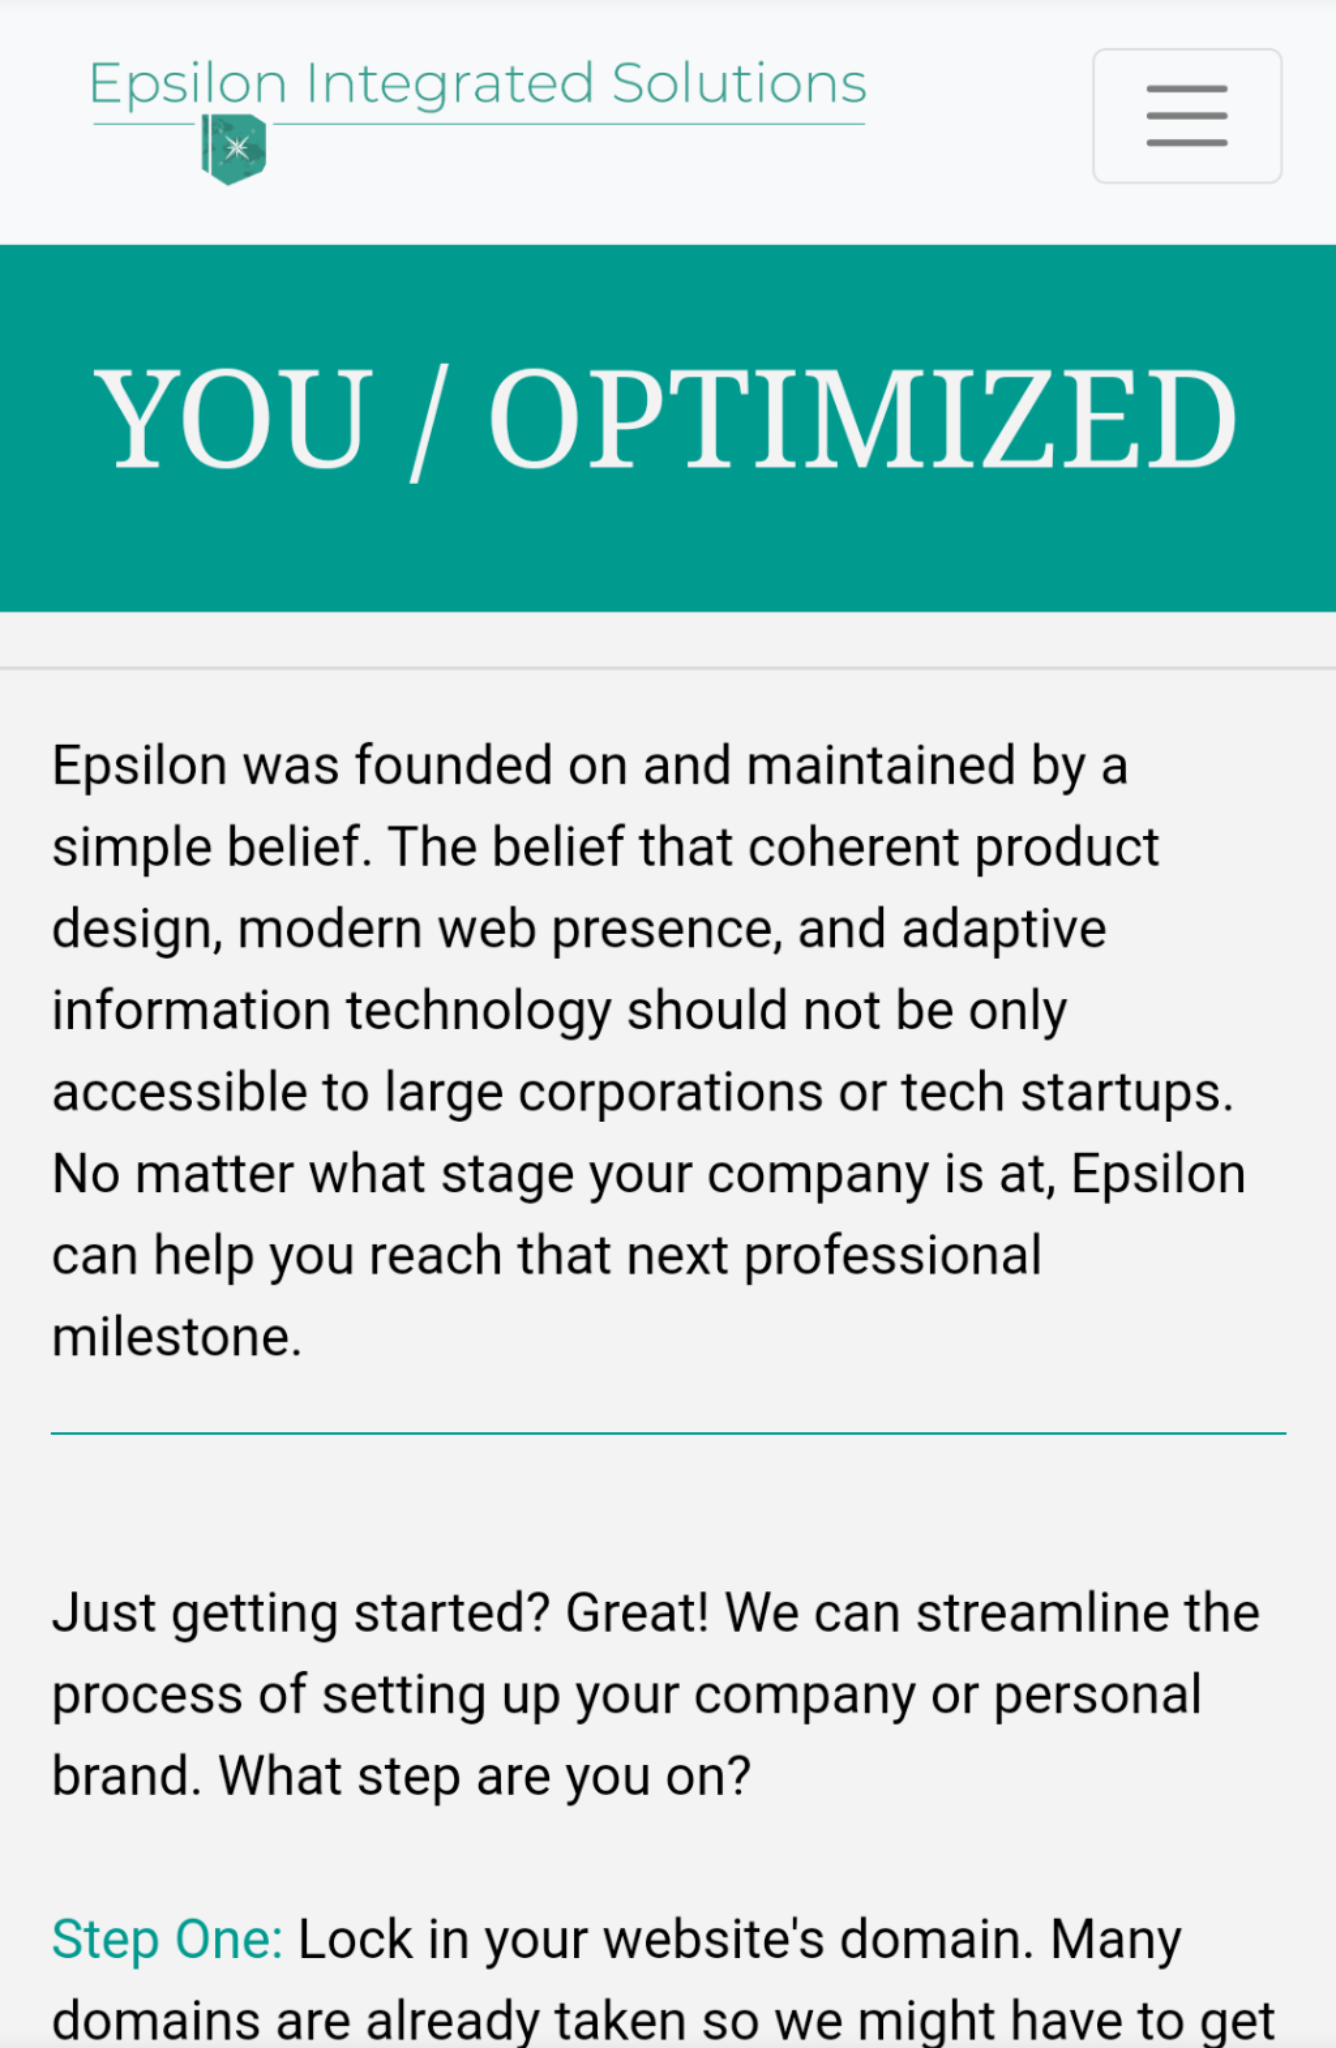 Epsilon Integrated Solutions
YOU / OPTIMIZED
Epsilon was founded on and maintained by a
simple belief. The belief that coherent product
design, modern web presence, and adaptive
information technology should not be only
accessible to large corporations or tech startups.
No matter what stage your company is at, Epsilon
can help you reach that next professional
milestone.
Just getting started? Great! We can streamline the
process of setting up your company or personal
brand. What step are you on?
Step One: Lock in your website's domain. Many
domains are already taken so we might have to get